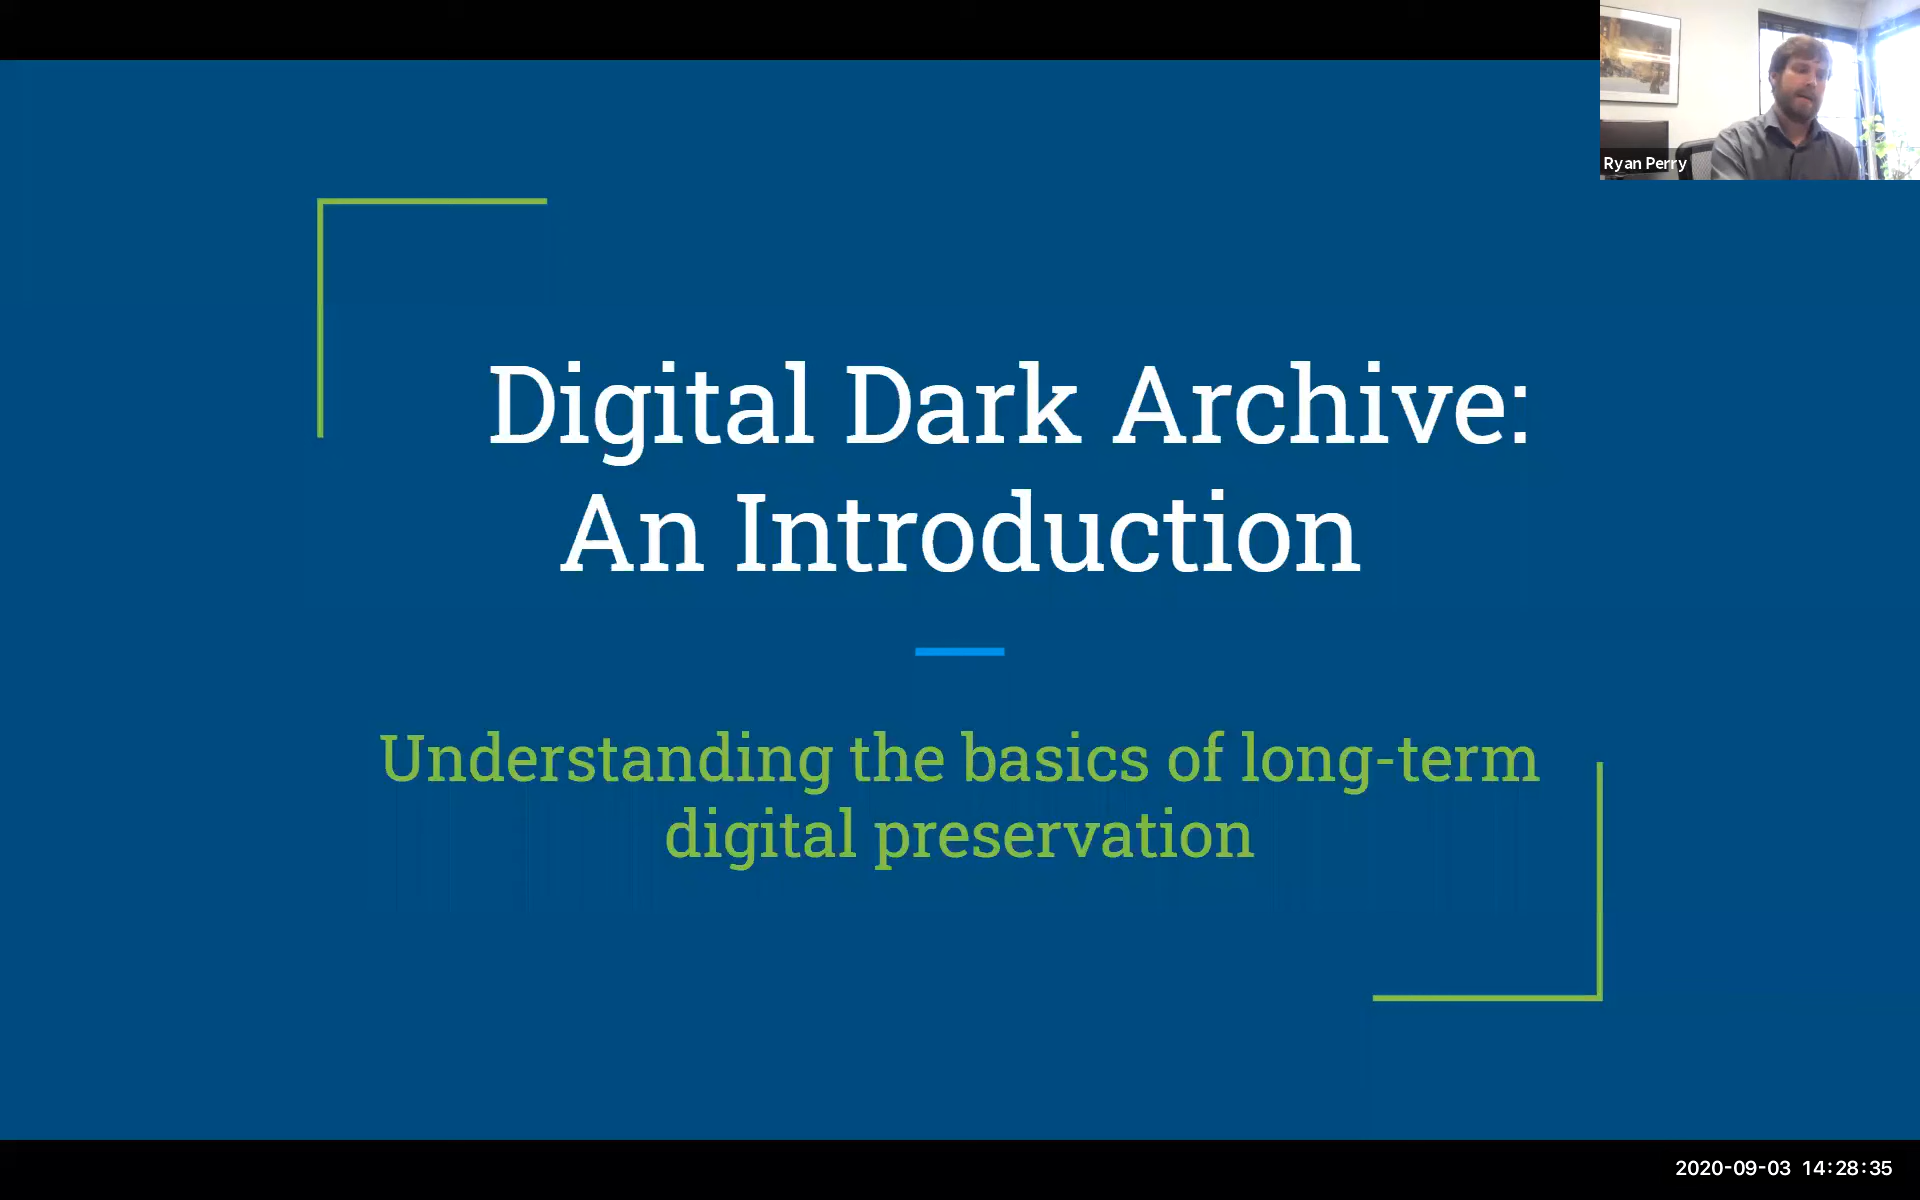 Ryan Perry
Digital Dark Archive:
An Introduction
Understanding the basics of long-term
digital preservation
2020-09-03 14:28:35